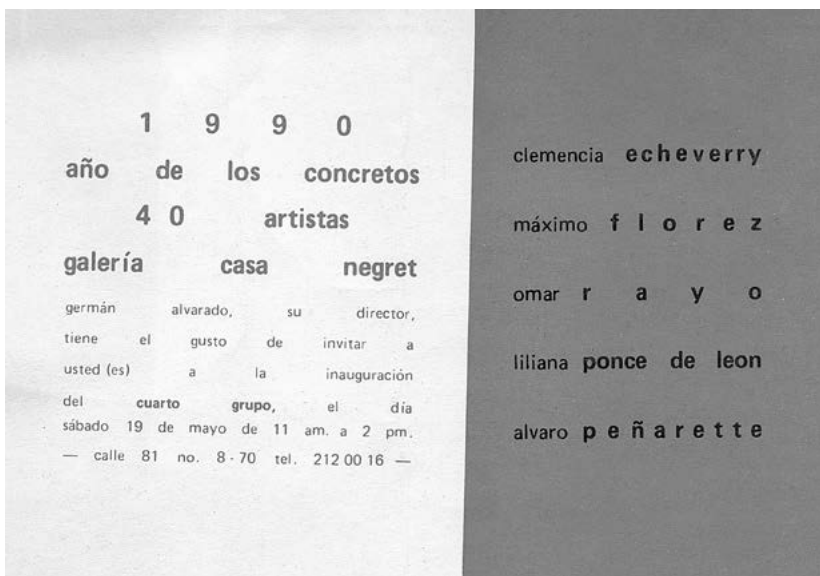 1 9 9 0
año de los concretos
4 0 artistas
galería casa negret
germán alvarado, su director,
tiene el gusto de invitar a
usted (es) a la inauguración
del cuarto grupo, el día
sábado 19 de mayo de 11 am. a 2 pm.
— calle 81 no. 8 - 70 tel. 212 00 16 —
clemencia echeverry
máximo f l o r e z
omar r a y o
liliana ponce de leon
alvaro p e ñ a r e t t e